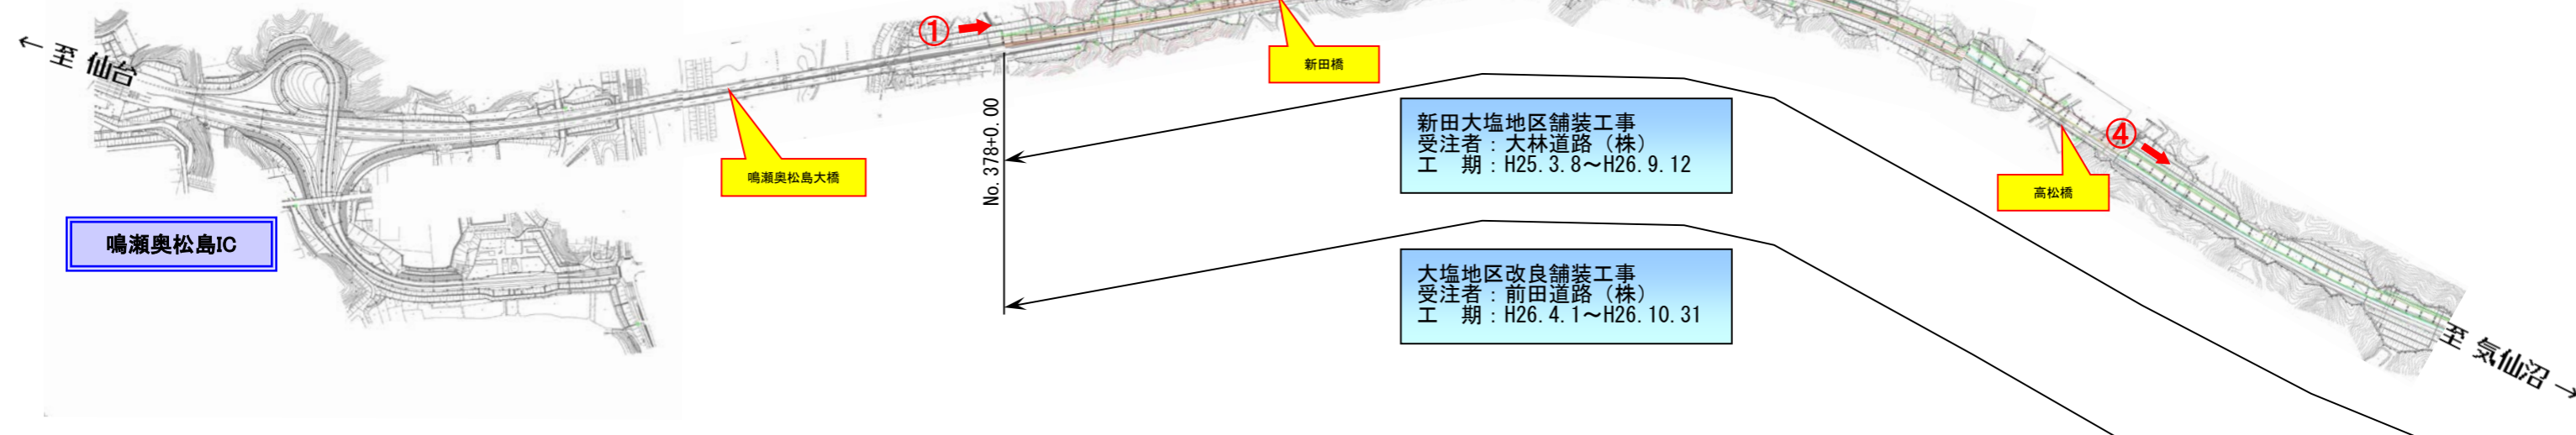 ← 至 仙台
①
新田橋
鳴瀬奥松島大橋
No.378+0.00
新田大塩地区舗装工事
受注者：大林道路（株）
工　期：H25.3.8～H26.9.12
④
高松橋
鳴瀬奥松島IC
大塩地区改良舗装工事
受注者：前田道路（株）
工　期：H26.4.1～H26.10.31
至 気仙沼 →